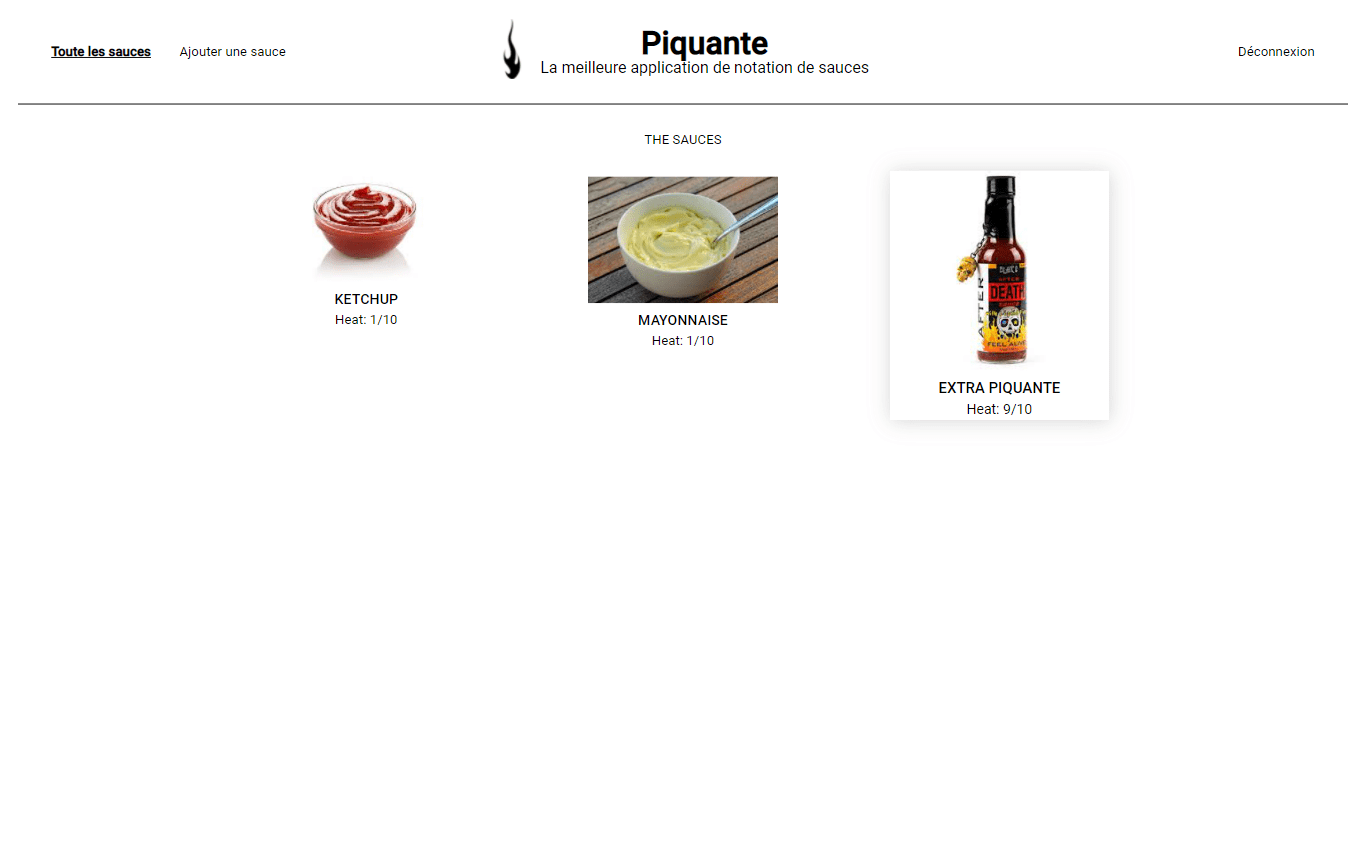 Toute les sauces
Ajouter une sauce
Piquante
La meilleure application de notation de sauces
Déconnexion
THE SAUCES
KETCHUP
Heat: 1/10
MAYONNAISE
Heat: 1/10
AFTER
DEATH
SAUCE
FEEL ALIVE
EXTRA PIQUANTE
Heat: 9/10